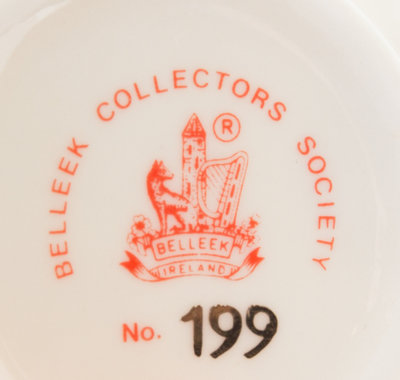 BELLEEK COLLECTORS SOCIETY
®
BELLEEK
IRELAND
No. 199